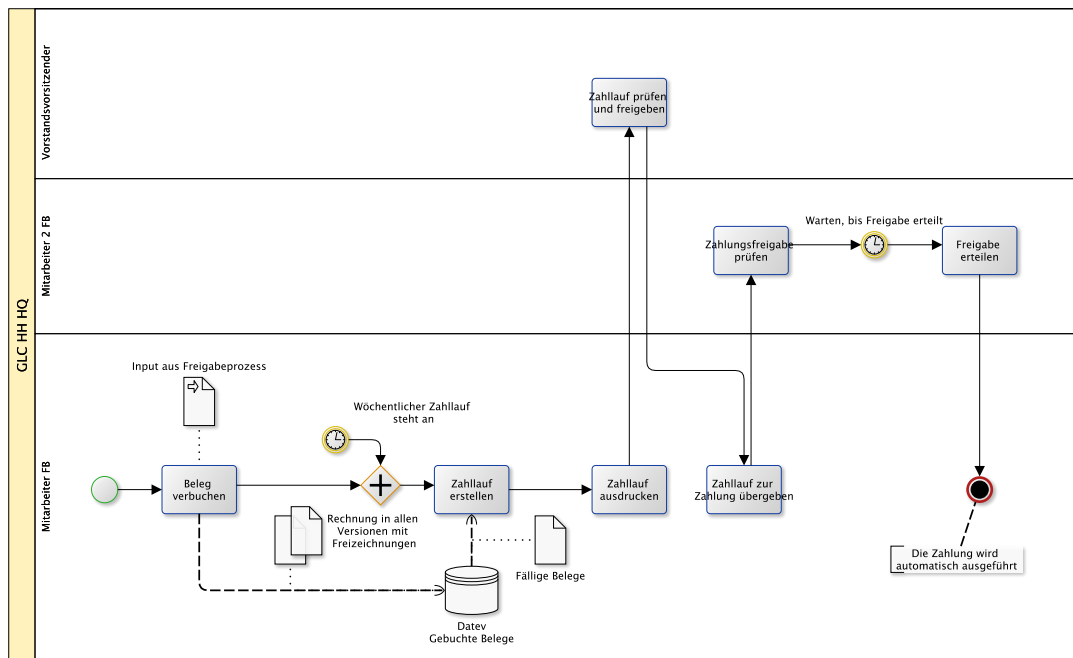 GLC HH HQ
Vorstandsvorsitzender
Zahllauf prüfen
und freigeben
Mitarbeiter 2 FB
Zahlungsfreigabe
prüfen
Warten, bis Freigabe erteilt
Freigabe
erteilen
Mitarbeiter FB
Input aus Freigabeprozess
Wöchentlicher Zahllauf
steht an
Beleg
verbuchen
Zahllauf
erstellen
Zahllauf
ausdrucken
Zahllauf zur
Zahlung übergeben
Rechnung in allen
Versionen mit
Freizeichnungen
Fällige Belege
Die Zahlung wird
automatisch ausgeführt
Datev
Gebuchte Belege